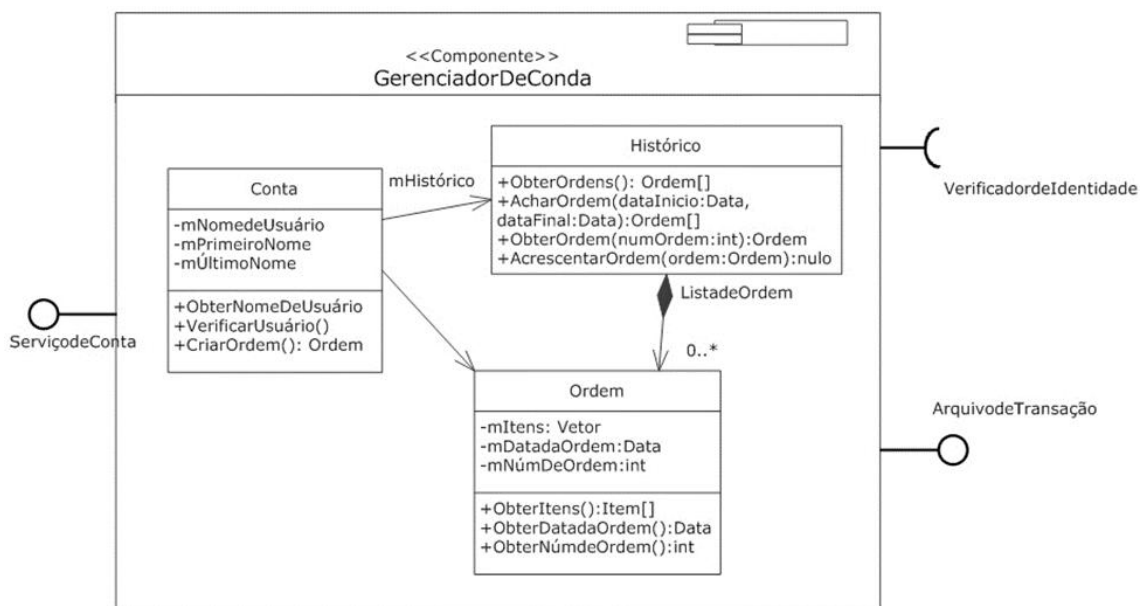 <<Componente>>
GerenciadorDeConda
Histórico
+ObterOrdens(): Ordem[]
+AcharOrdem(dataInicio:Data,
dataFinal:Data):Ordem[]
+ObterOrdem(numOrdem:int):Ordem
+AcrescentarOrdem(ordem:Ordem):nulo
mHistórico
Conta
-mNomedeUsuário
-mPrimeiroNome
-mÚltimoNome
+ObterNomeDeUsuário
+VerificarUsuário()
+CriarOrdem(): Ordem
VerificadordeIdentidade
ServiçodeConta
ListadeOrdem
0..*
Ordem
-mItens: Vetor
-mDatadaOrdem:Data
-mNúmDeOrdem:int
+ObterItens():Item[]
+ObterDatadaOrdem():Data
+ObterNúmdeOrdem():int
ArquivodeTransação